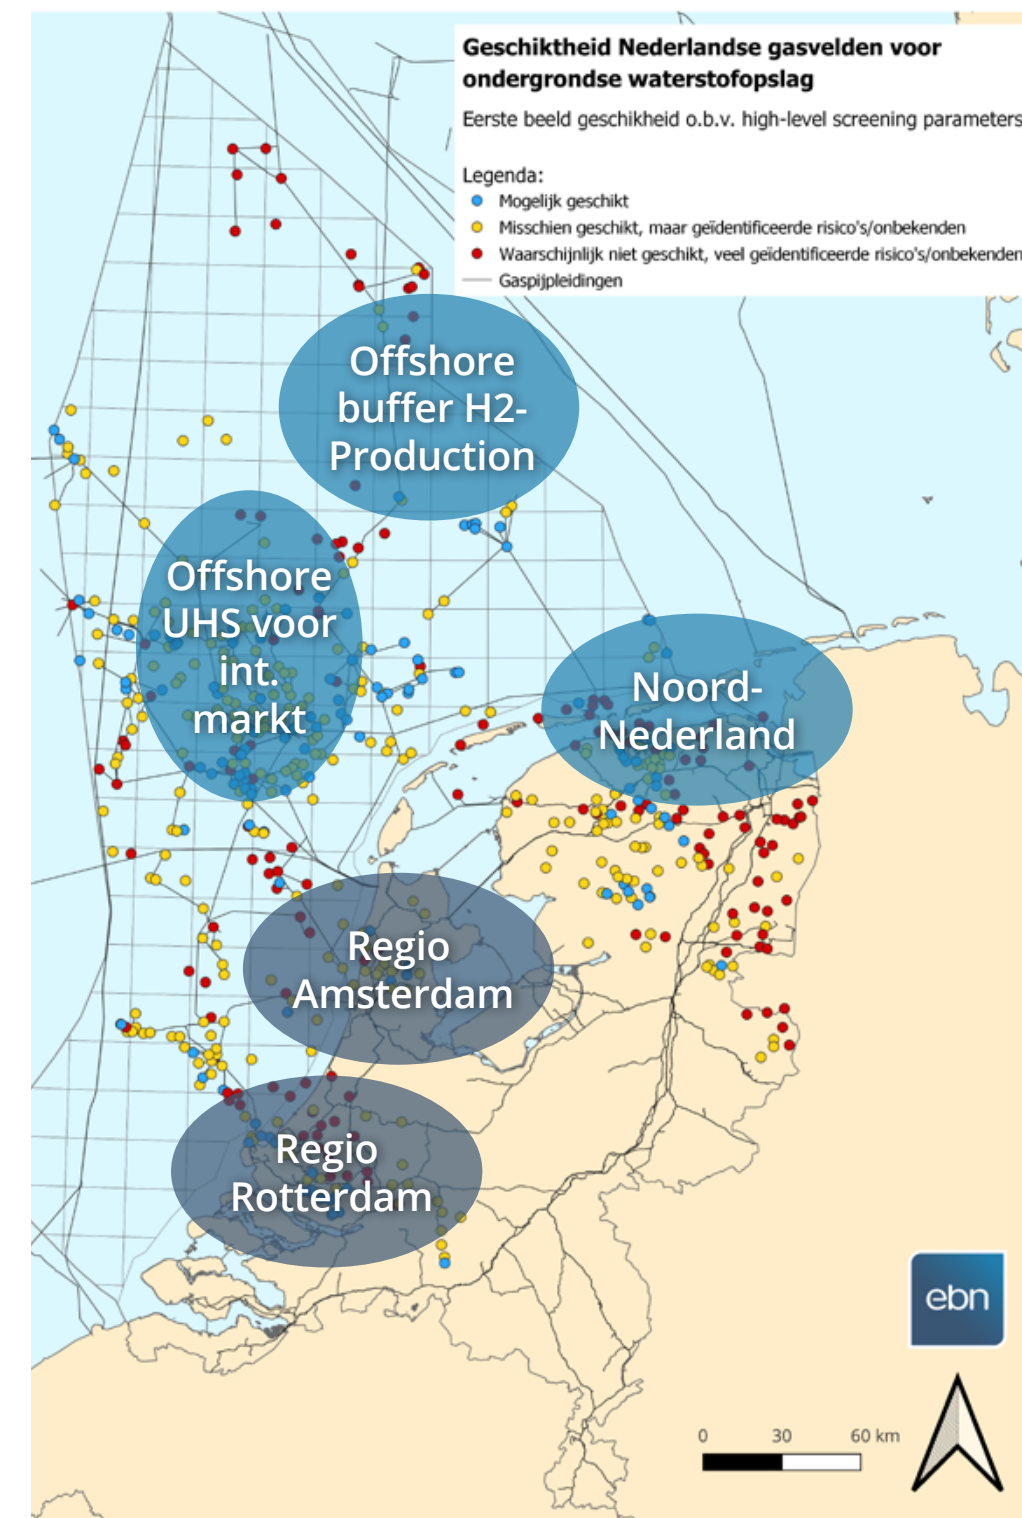 Geschiktheid Nederlandse gasvelden voor
ondergrondse waterstofopslag
Eerste beeld geschikheid o.b.v. high-level screening parameters
Legenda:
Mogelijk geschikt
Misschien geschikt, maar geïdentificeerde risico's/onbekenden
Waarschijnlijk niet geschikt, veel geïdentificeerde risico's/onbekenden
Gaspijpleidingen
Offshore
buffer H2-
Production
Offshore
UHS voor
int.
markt
Noord-
Nederland
Regio
Amsterdam
Regio
Rotterdam
ebn
0 30 60 km